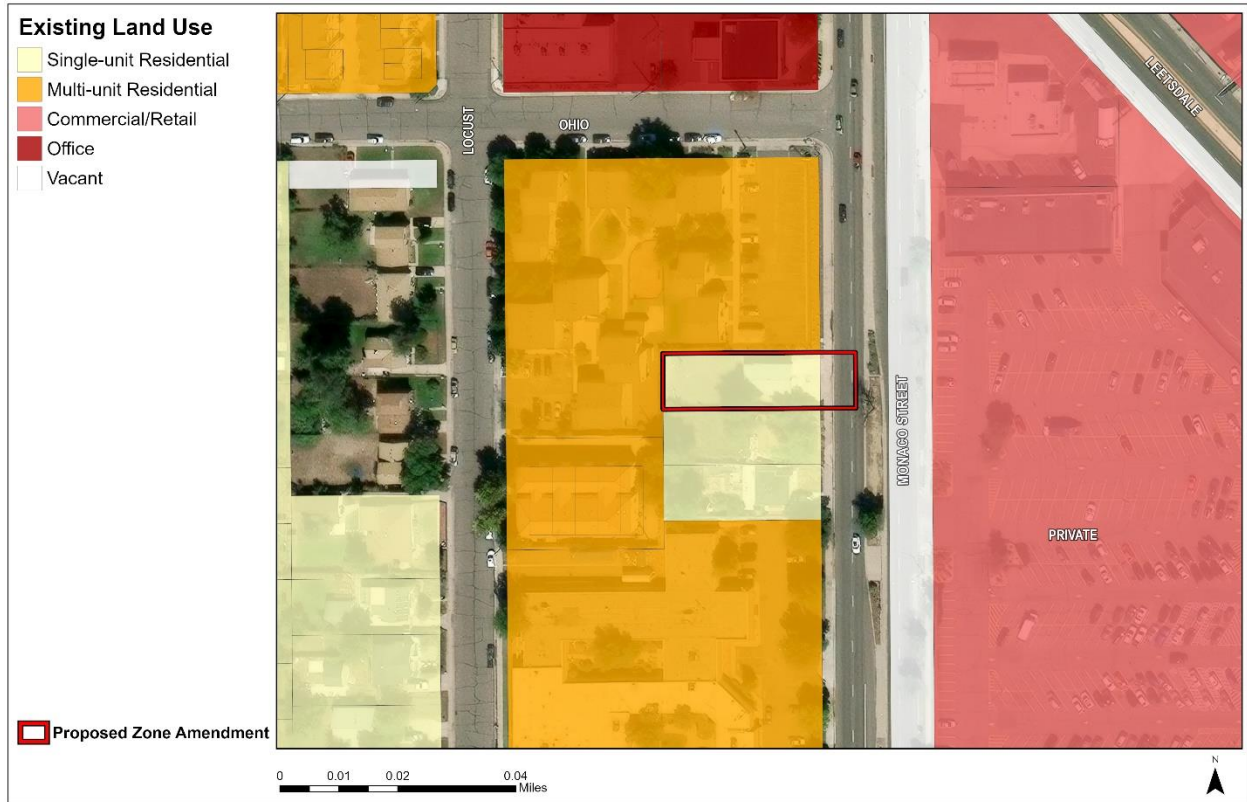 Existing Land Use
Single-unit Residential
Multi-unit Residential
Commercial/Retail
Office
Vacant
LEETSDALE
LOCUST
OHIO
MONACO STREET
PRIVATE
Proposed Zone Amendment
0 0.01 0.02 0.04
Miles
N